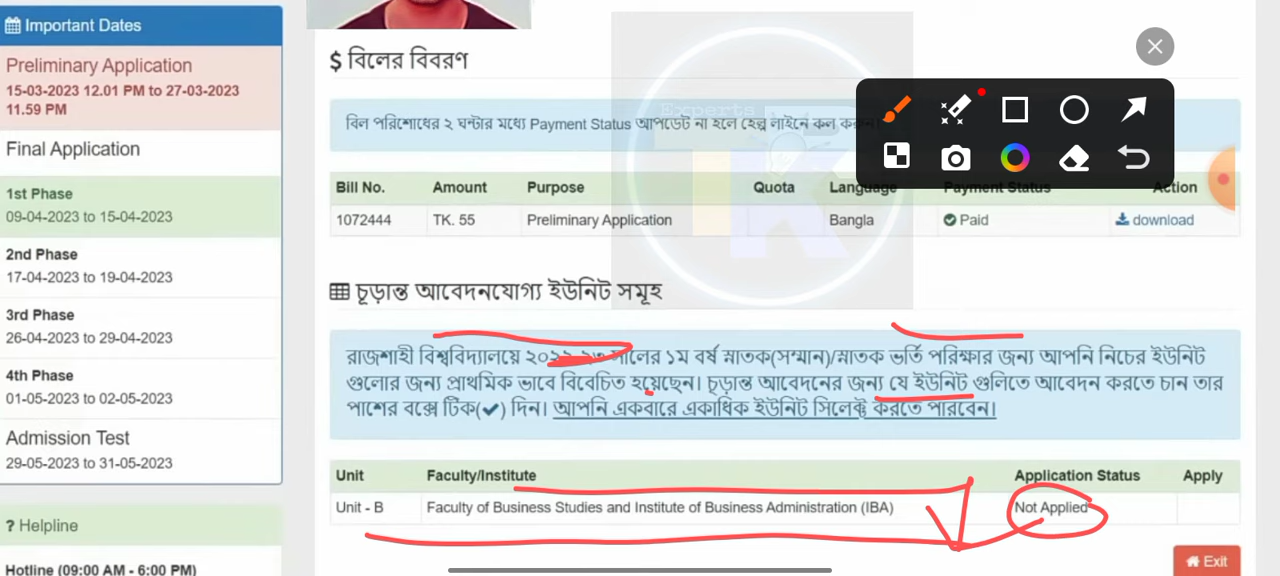 Important Dates
Preliminary Application
15-03-2023 12.01 PM to 27-03-2023
11.59 PM
Final Application
1st Phase
09-04-2023 to 15-04-2023
2nd Phase
17-04-2023 to 19-04-2023
3rd Phase
26-04-2023 to 29-04-2023
4th Phase
01-05-2023 to 02-05-2023
Admission Test
29-05-2023 to 31-05-2023
? Helpline
Hotline (09:00 AM - 6:00 PM)
$ বিলের বিবরণ
Experts
TK
বিল পরিশোধের ২ ঘন্টার মধ্যে Payment Status আপডেট না হলে হেল্প লাইনে কল করুন।
Bill No. Amount Purpose Quota Language Payment Status Action
1072444 TK. 55 Preliminary Application Bangla Paid download
চূড়ান্ত আবেদনযোগ্য ইউনিট সমূহ
রাজশাহী বিশ্ববিদ্যালয়ে ২০২২-২৩ সালের ১ম বর্ষ স্নাতক(সম্মান)/স্নাতক ভর্তি পরিক্ষার জন্য আপনি নিচের ইউনিট
গুলোর জন্য প্রাথমিক ভাবে বিবেচিত হয়েছেন। চূড়ান্ত আবেদনের জন্য যে ইউনিট গুলিতে আবেদন করতে চান তার
পাশের বক্সে টিক(✔) দিন। আপনি একবারে একাধিক ইউনিট সিলেক্ট করতে পারবেন।
Unit Faculty/Institute Application Status Apply
Unit - B Faculty of Business Studies and Institute of Business Administration (IBA) Not Applied
Exit